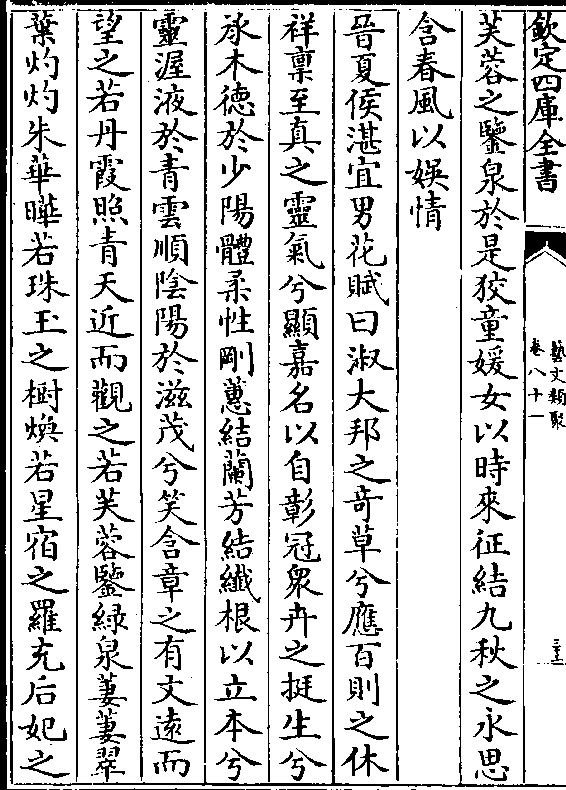 欽定四庫全書
藝文類聚
卷八十一
三十三
芙蓉之鑒泉於是狡童媛女以時來征結九秋之永思
含春風以娛情
晉夏侯湛宜男花賦曰淑大邦之竒草兮應百則之休
祥稟至真之靈氣兮顯嘉名以自彰冠衆卉之挺生兮
承木德於少陽體柔性剛蕙結蘭芳結纖根以立本兮
靈渥液於青雲順陰陽於滋茂兮笑含章之有文逺而
望之若丹霞照青天近而觀之若芙蓉鑒緑泉萋萋翠
葉灼灼朱華曄若珠玉之樹煥若星宿之羅充后妃之